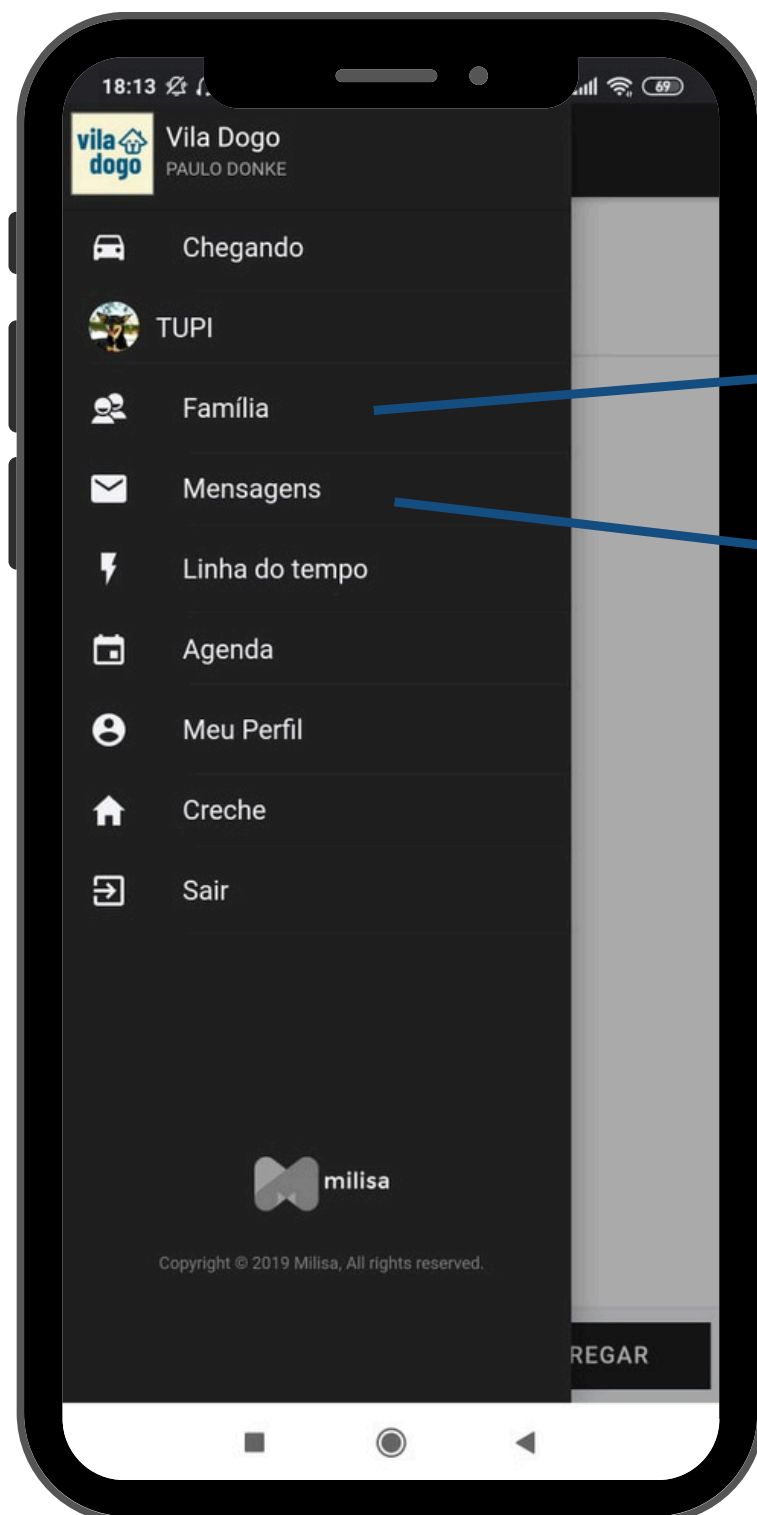 18:13
69
vila
dogo
Vila Dogo
PAULO DONKE
Chegando
TUPI
Família
Mensagens
Linha do tempo
Agenda
Meu Perfil
Creche
Sair
milisa
Copyright © 2019 Milisa, All rights reserved.
REGAR